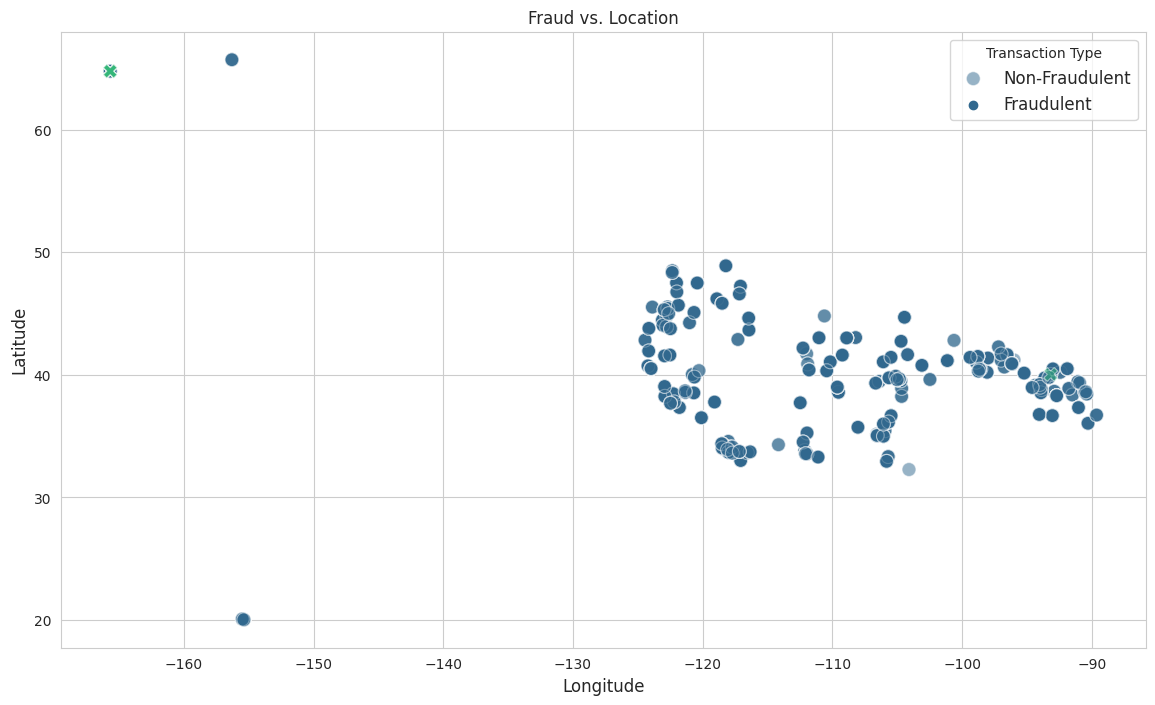 Fraud vs. Location
Transaction Type
Non-Fraudulent
Fraudulent
Latitude
60
50
40
30
20
−160
−150
−140
−130
−120
−110
−100
−90
Longitude